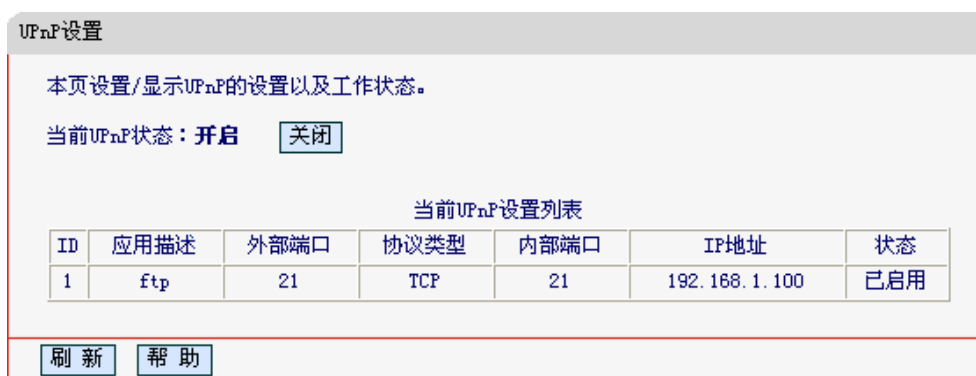 UPnP设置
本页设置/显示UPnP的设置以及工作状态。
当前UPnP状态：开启 关闭
当前UPnP设置列表
ID 应用描述 外部端口 协议类型 内部端口 IP地址 状态
1 ftp 21 TCP 21 192.168.1.100 已启用
刷 新 帮 助